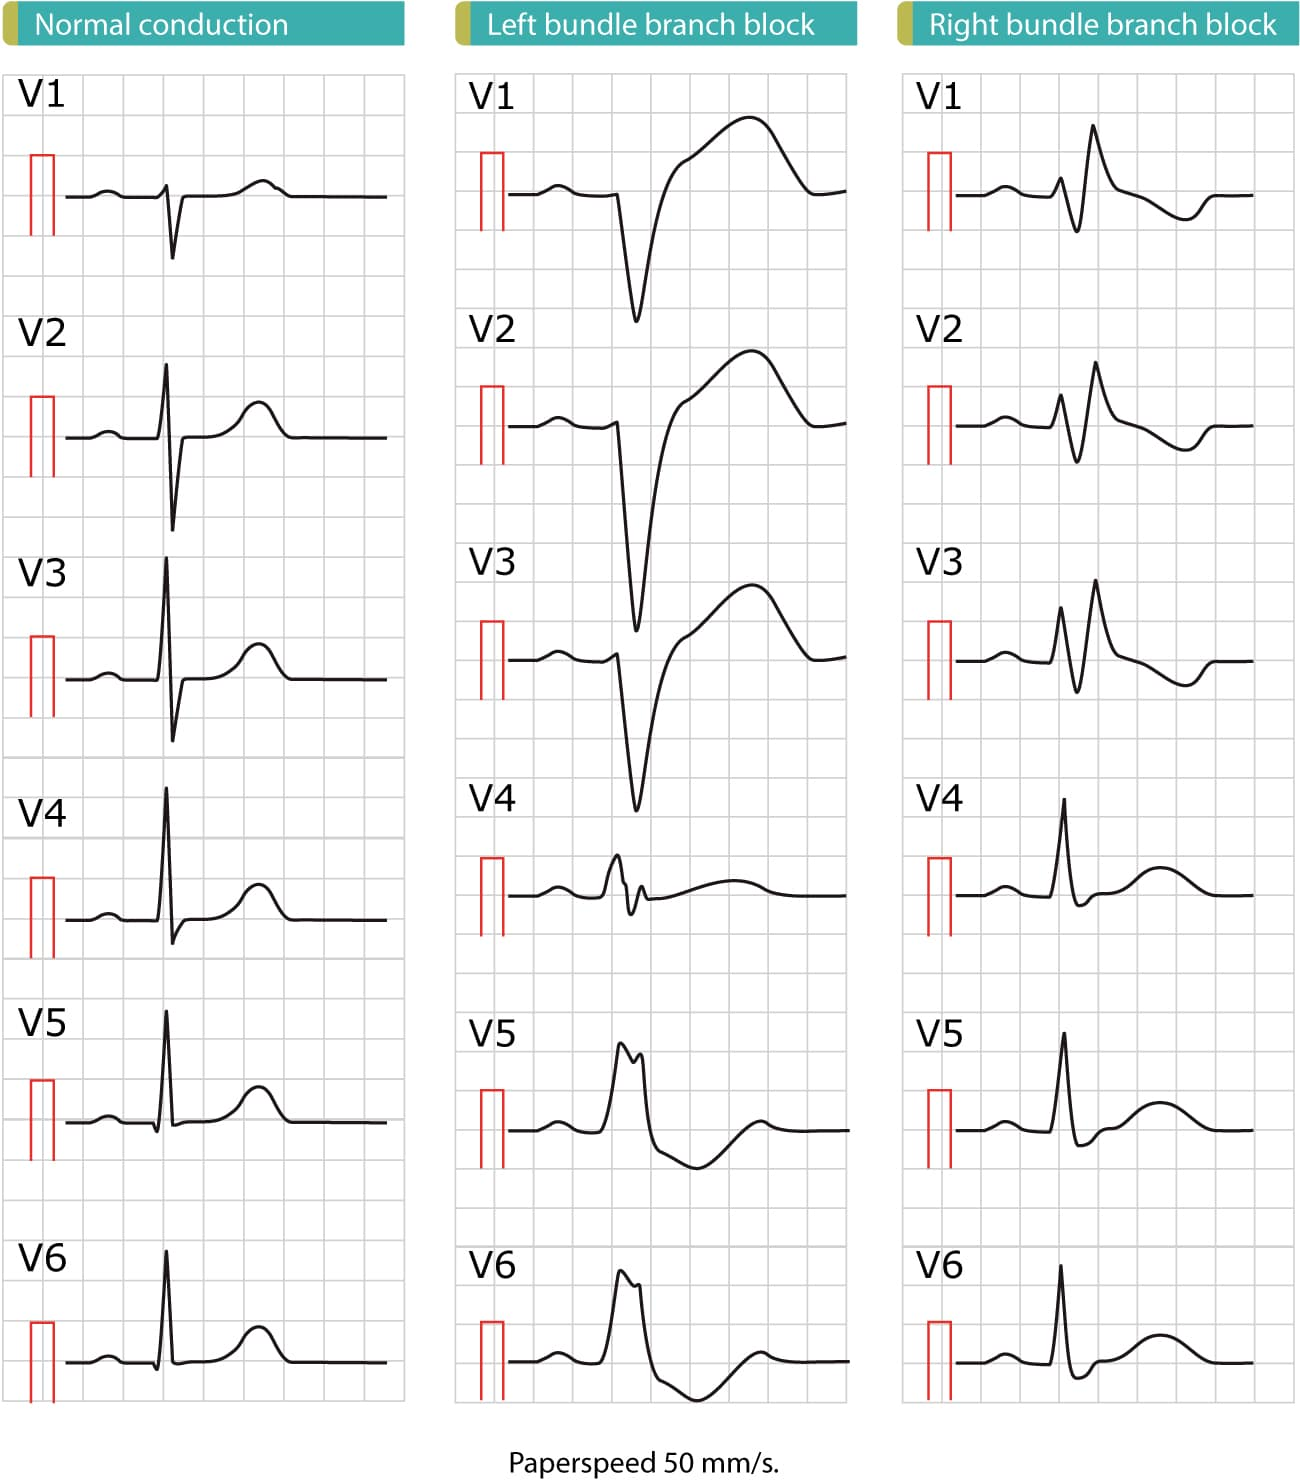 Normal conduction
V1
V2
V3
V4
V5
V6
Left bundle branch block
V1
V2
V3
V4
V5
V6
Right bundle branch block
V1
V2
V3
V4
V5
V6
Paperspeed 50 mm/s.